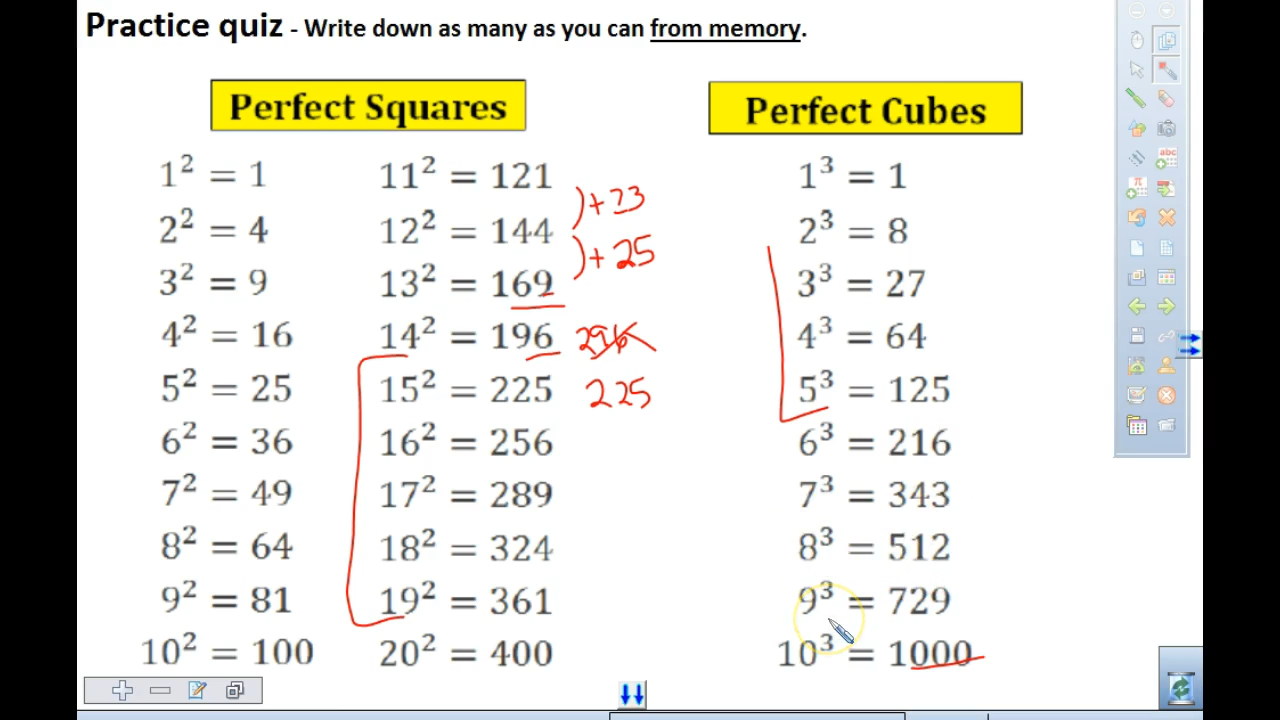 Practice quiz - Write down as many as you can from memory.
Perfect Squares
1² = 1
2² = 4
3² = 9
4² = 16
5² = 25
6² = 36
7² = 49
8² = 64
9² = 81
10² = 100
11² = 121
12² = 144
13² = 169
14² = 196
15² = 225
16² = 256
17² = 289
18² = 324
19² = 361
20² = 400
)+23
)+25
296
225
Perfect Cubes
1³ = 1
2³ = 8
3³ = 27
4³ = 64
5³ = 125
6³ = 216
7³ = 343
8³ = 512
9³ = 729
10³ = 1000
abc
π